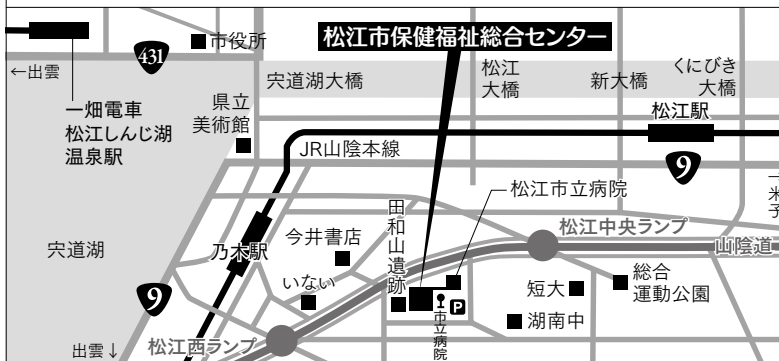 市役所
松江市保健福祉総合センター
431
←出雲
宍道湖大橋
松江
大橋
新大橋
くにびき
大橋
一畑電車
松江しんじ湖
温泉駅
県立
美術館
松江駅
JR山陰本線
9
→米子
松江市立病院
田和山遺跡
松江中央ランプ
山陰道
宍道湖
乃木駅
今井書店
いない
総合
運動公園
短大
9
P
市立病院
湖南中
出雲↓
松江西ランプ